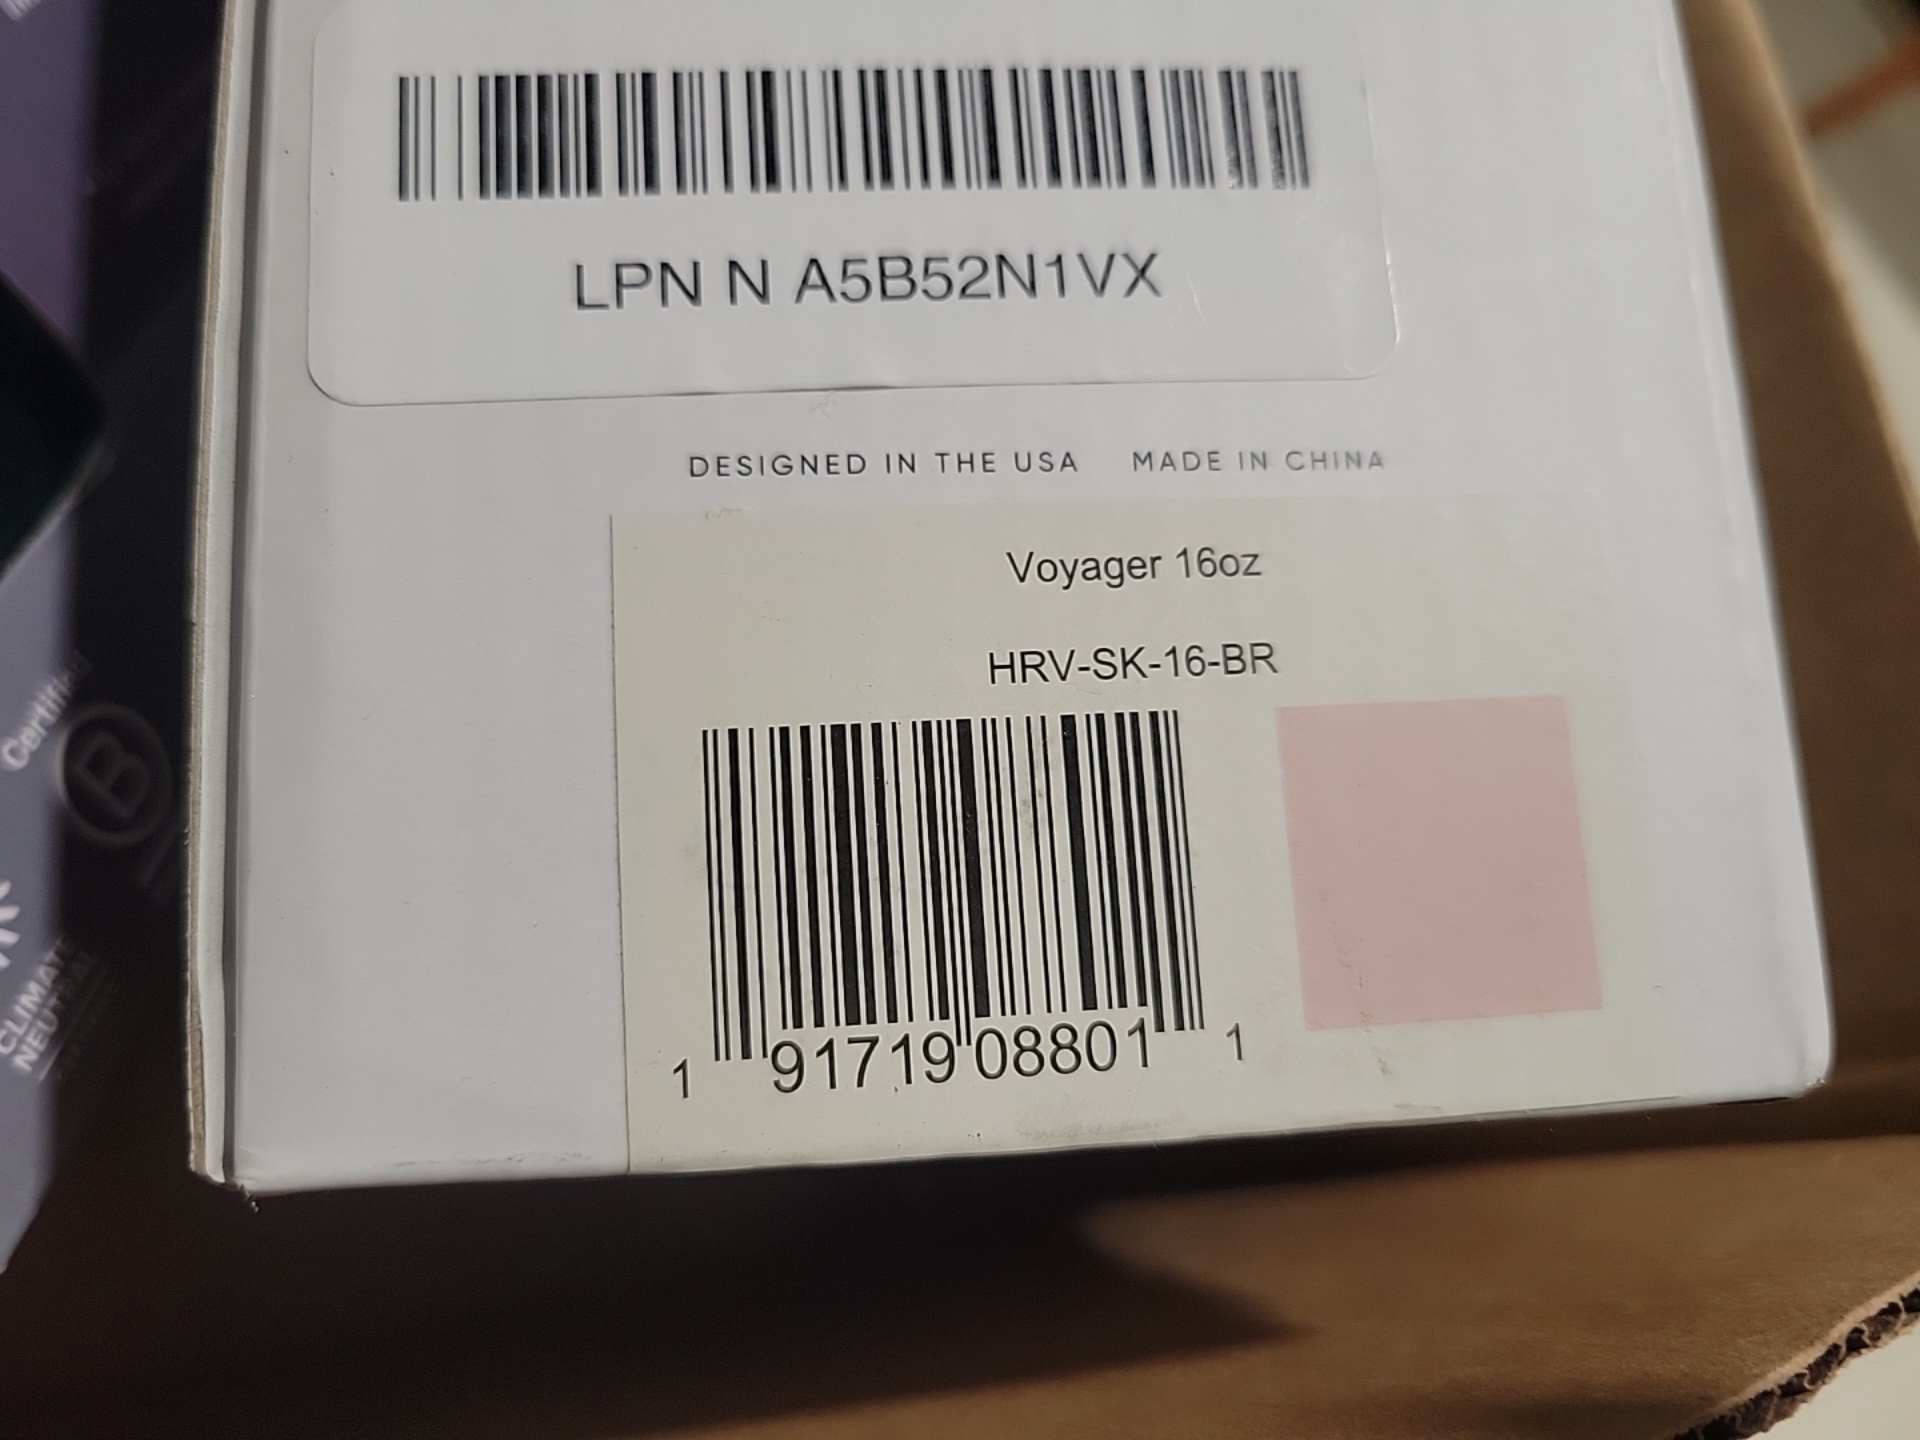 LPN N A5B52N1VX
DESIGNED IN THE USA MADE IN CHINA
Voyager 16oz
HRV-SK-16-BR
1 91719 08801 1
Certified
B
CLIMATE
NEUTRAL